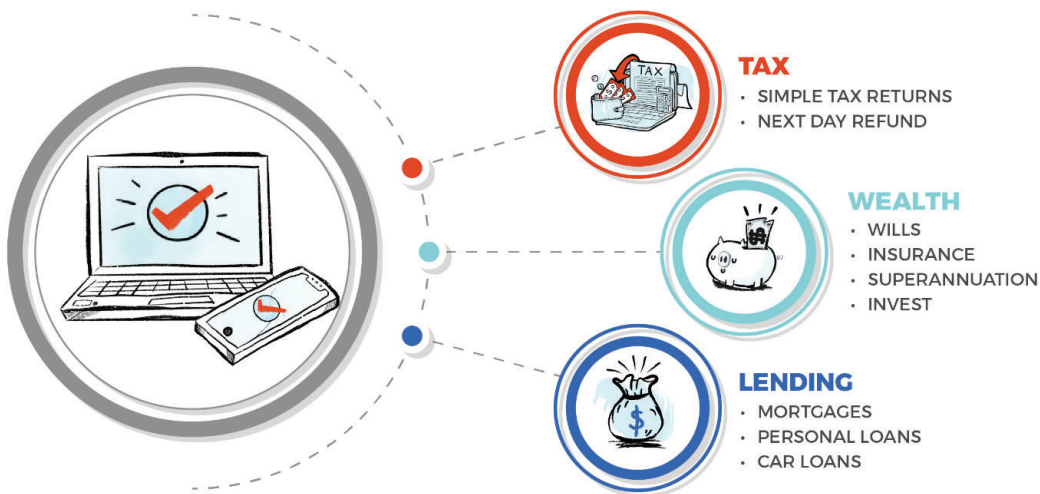 TAX
TAX
• SIMPLE TAX RETURNS
• NEXT DAY REFUND
WEALTH
• WILLS
• INSURANCE
• SUPERANNUATION
• INVEST
$
LENDING
• MORTGAGES
• PERSONAL LOANS
• CAR LOANS
$